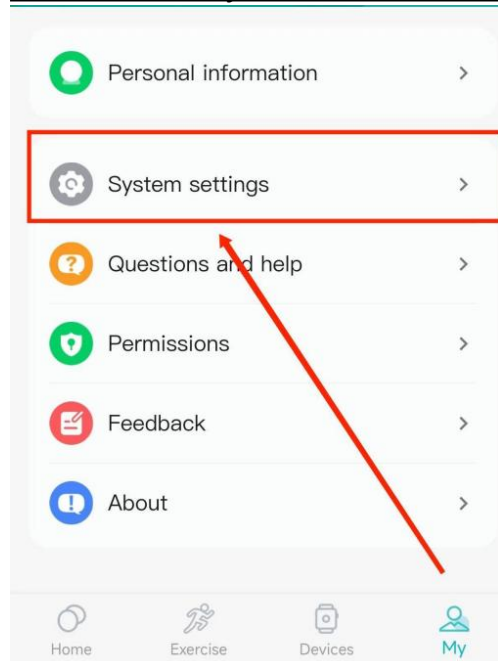 Personal information
System settings
Questions and help
Permissions
Feedback
About
Home
Exercise
Devices
My